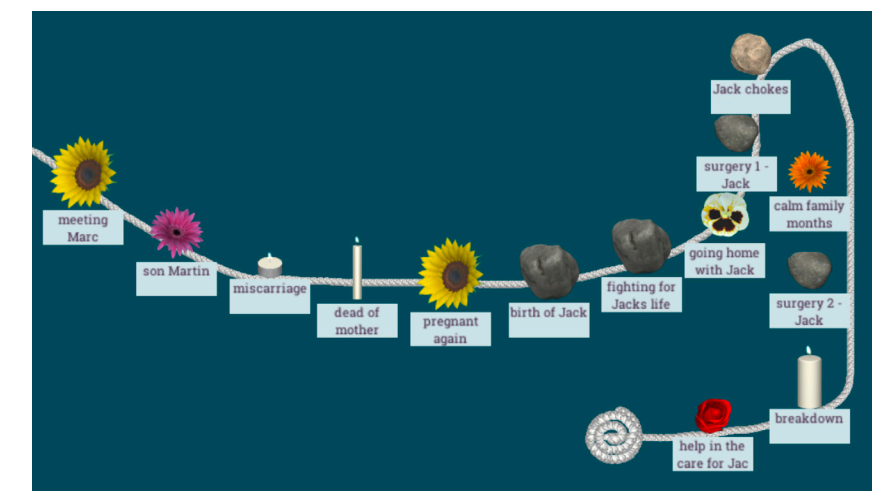 meeting
Marc
son Martin
miscarriage
dead of
mother
pregnant
again
birth of Jack
fighting for
Jacks life
going home
with Jack
surgery 1 -
Jack
Jack chokes
calm family
months
surgery 2 -
Jack
breakdown
help in the
care for Jac